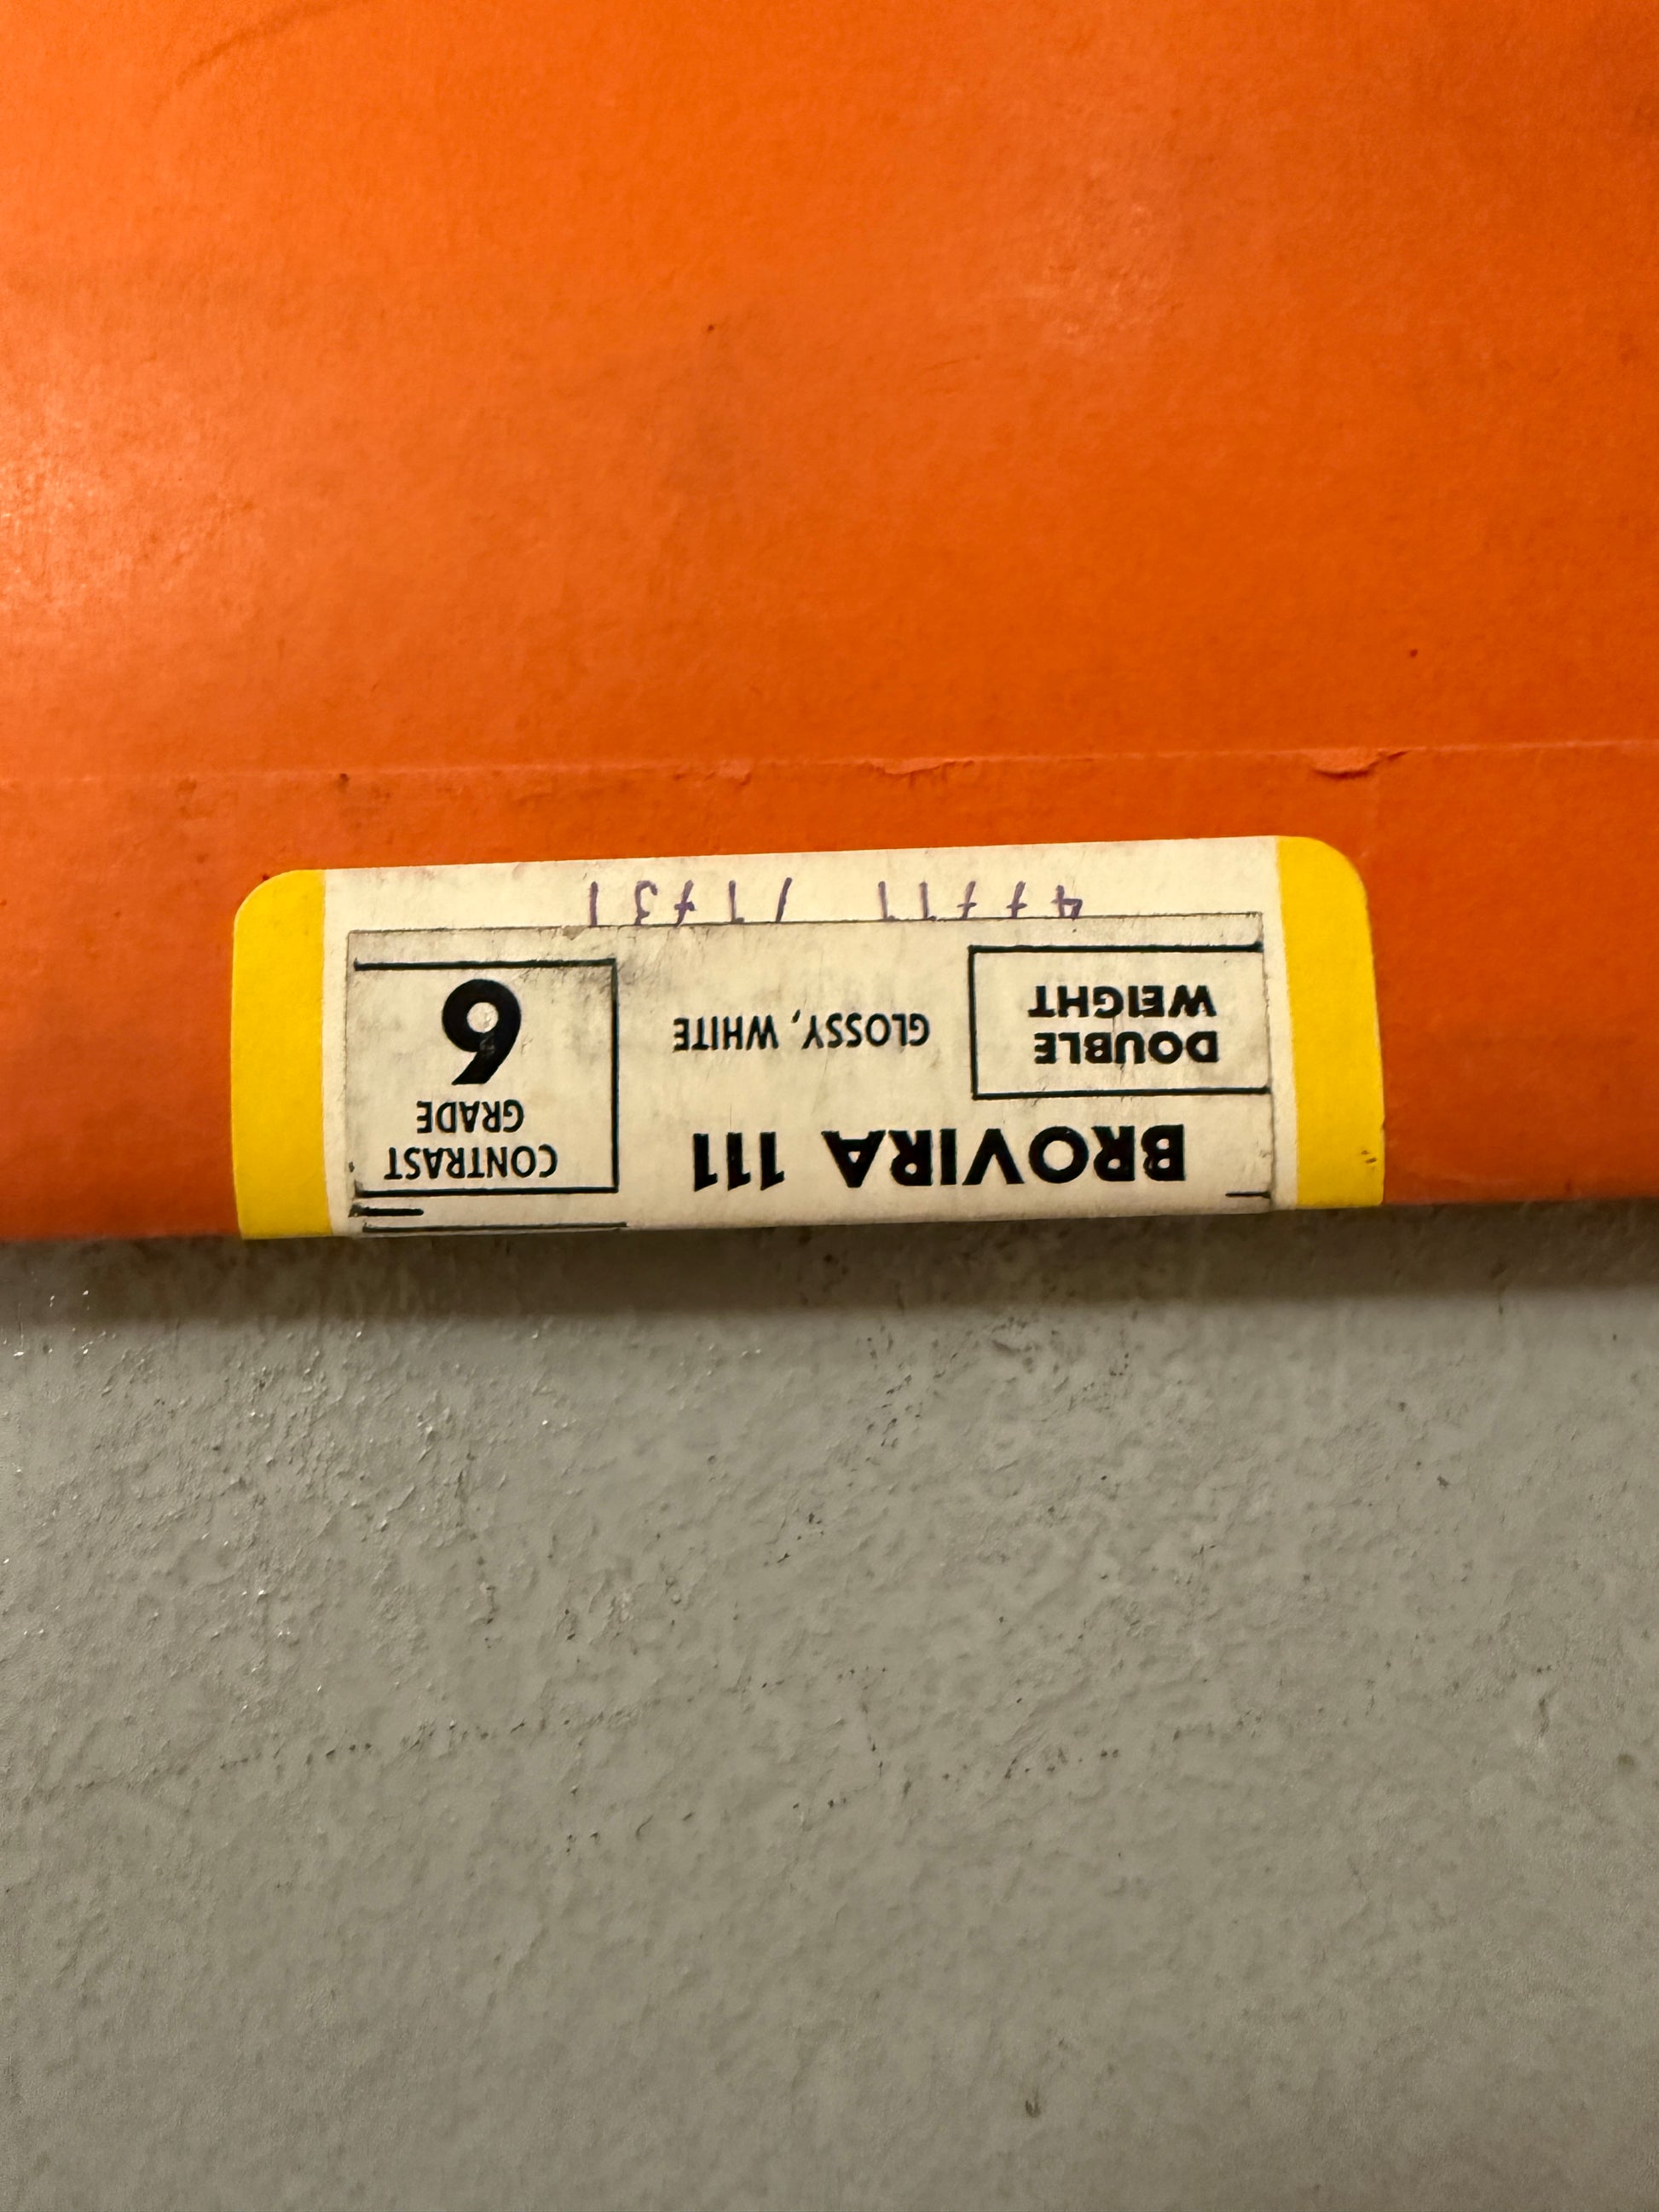 BROVIRA 111
DOUBLE
WEIGHT
GLOSSY, WHITE
CONTRAST
GRADE
6